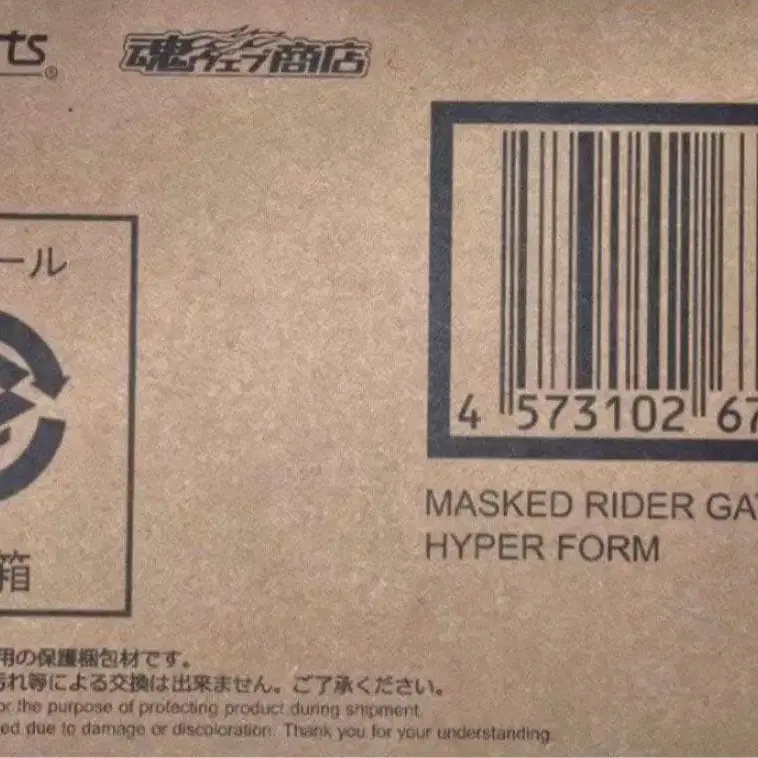 rts®
魂ウェブ商店
ール
箱
4 573102 67
MASKED RIDER GA
HYPER FORM
用の保護梱包材です。
汚れ等による交換は出来ません。ご了承ください。
or the purpose of protecting product during snipment.
ed due to damage or discoloration. Thank you for your understanding.